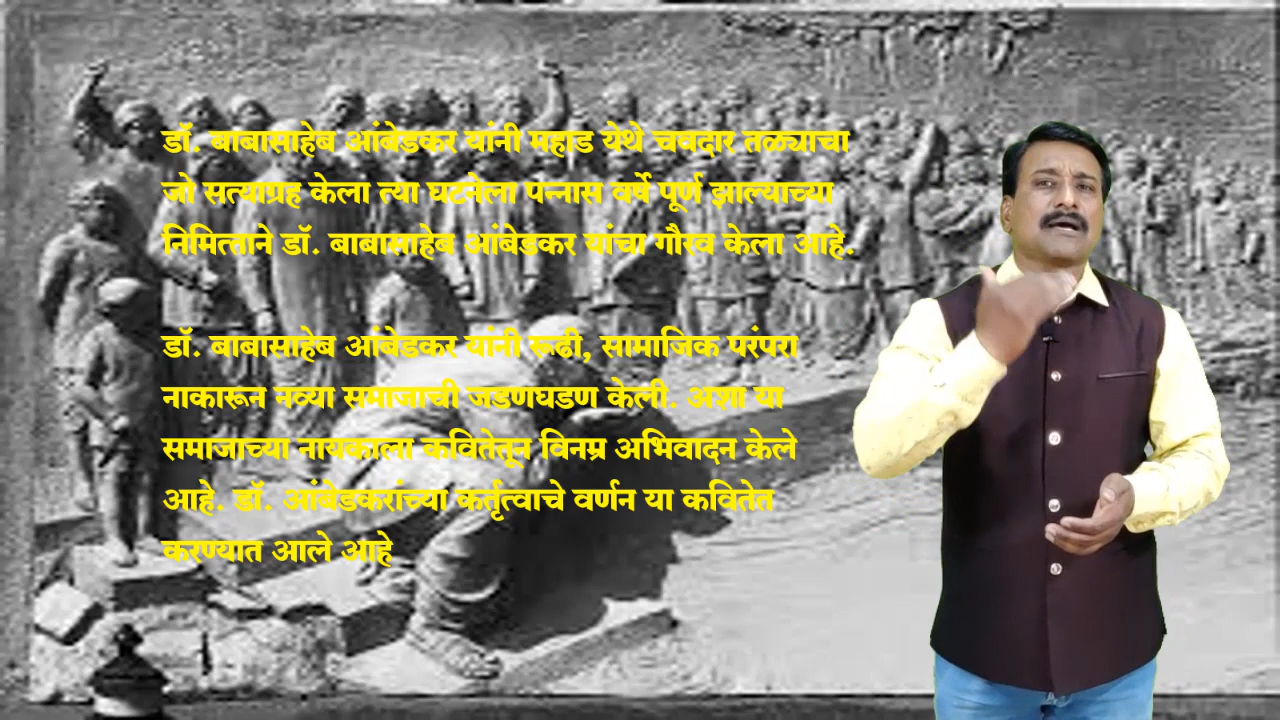 डॉ. बाबासाहेब आंबेडकर यांनी महाड येथे चवदार तळ्याचा
जो सत्याग्रह केला त्या घटनेला पन्नास वर्षे पूर्ण झाल्याच्या
निमित्ताने डॉ. बाबासाहेब आंबेडकर यांचा गौरव केला आहे.
डॉ. बाबासाहेब आंबेडकर यांनी रूढी, सामाजिक परंपरा
नाकारून नव्या समाजाची जडणघडण केली. अशा या
समाजाच्या नायकाला कवितेतून विनम्र अभिवादन केले
आहे. डॉ. आंबेडकरांच्या कर्तृत्वाचे वर्णन या कवितेत
करण्यात आले आहे